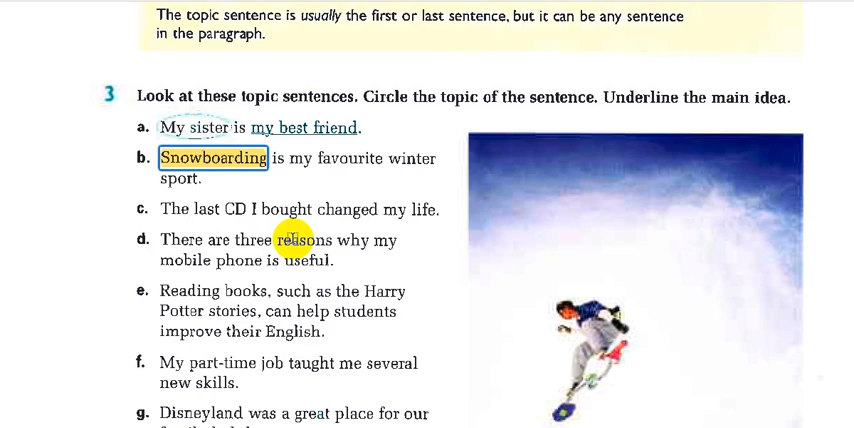 The topic sentence is usually the first or last sentence, but it can be any sentence
in the paragraph.
3 Look at these topic sentences. Circle the topic of the sentence. Underline the main idea.
a. My sister is my best friend.
b. Snowboarding is my favourite winter
sport.
c. The last CD I bought changed my life.
d. There are three reasons why my
mobile phone is useful.
e. Reading books, such as the Harry
Potter stories, can help students
improve their English.
f. My part-time job taught me several
new skills.
g. Disneyland was a great place for our